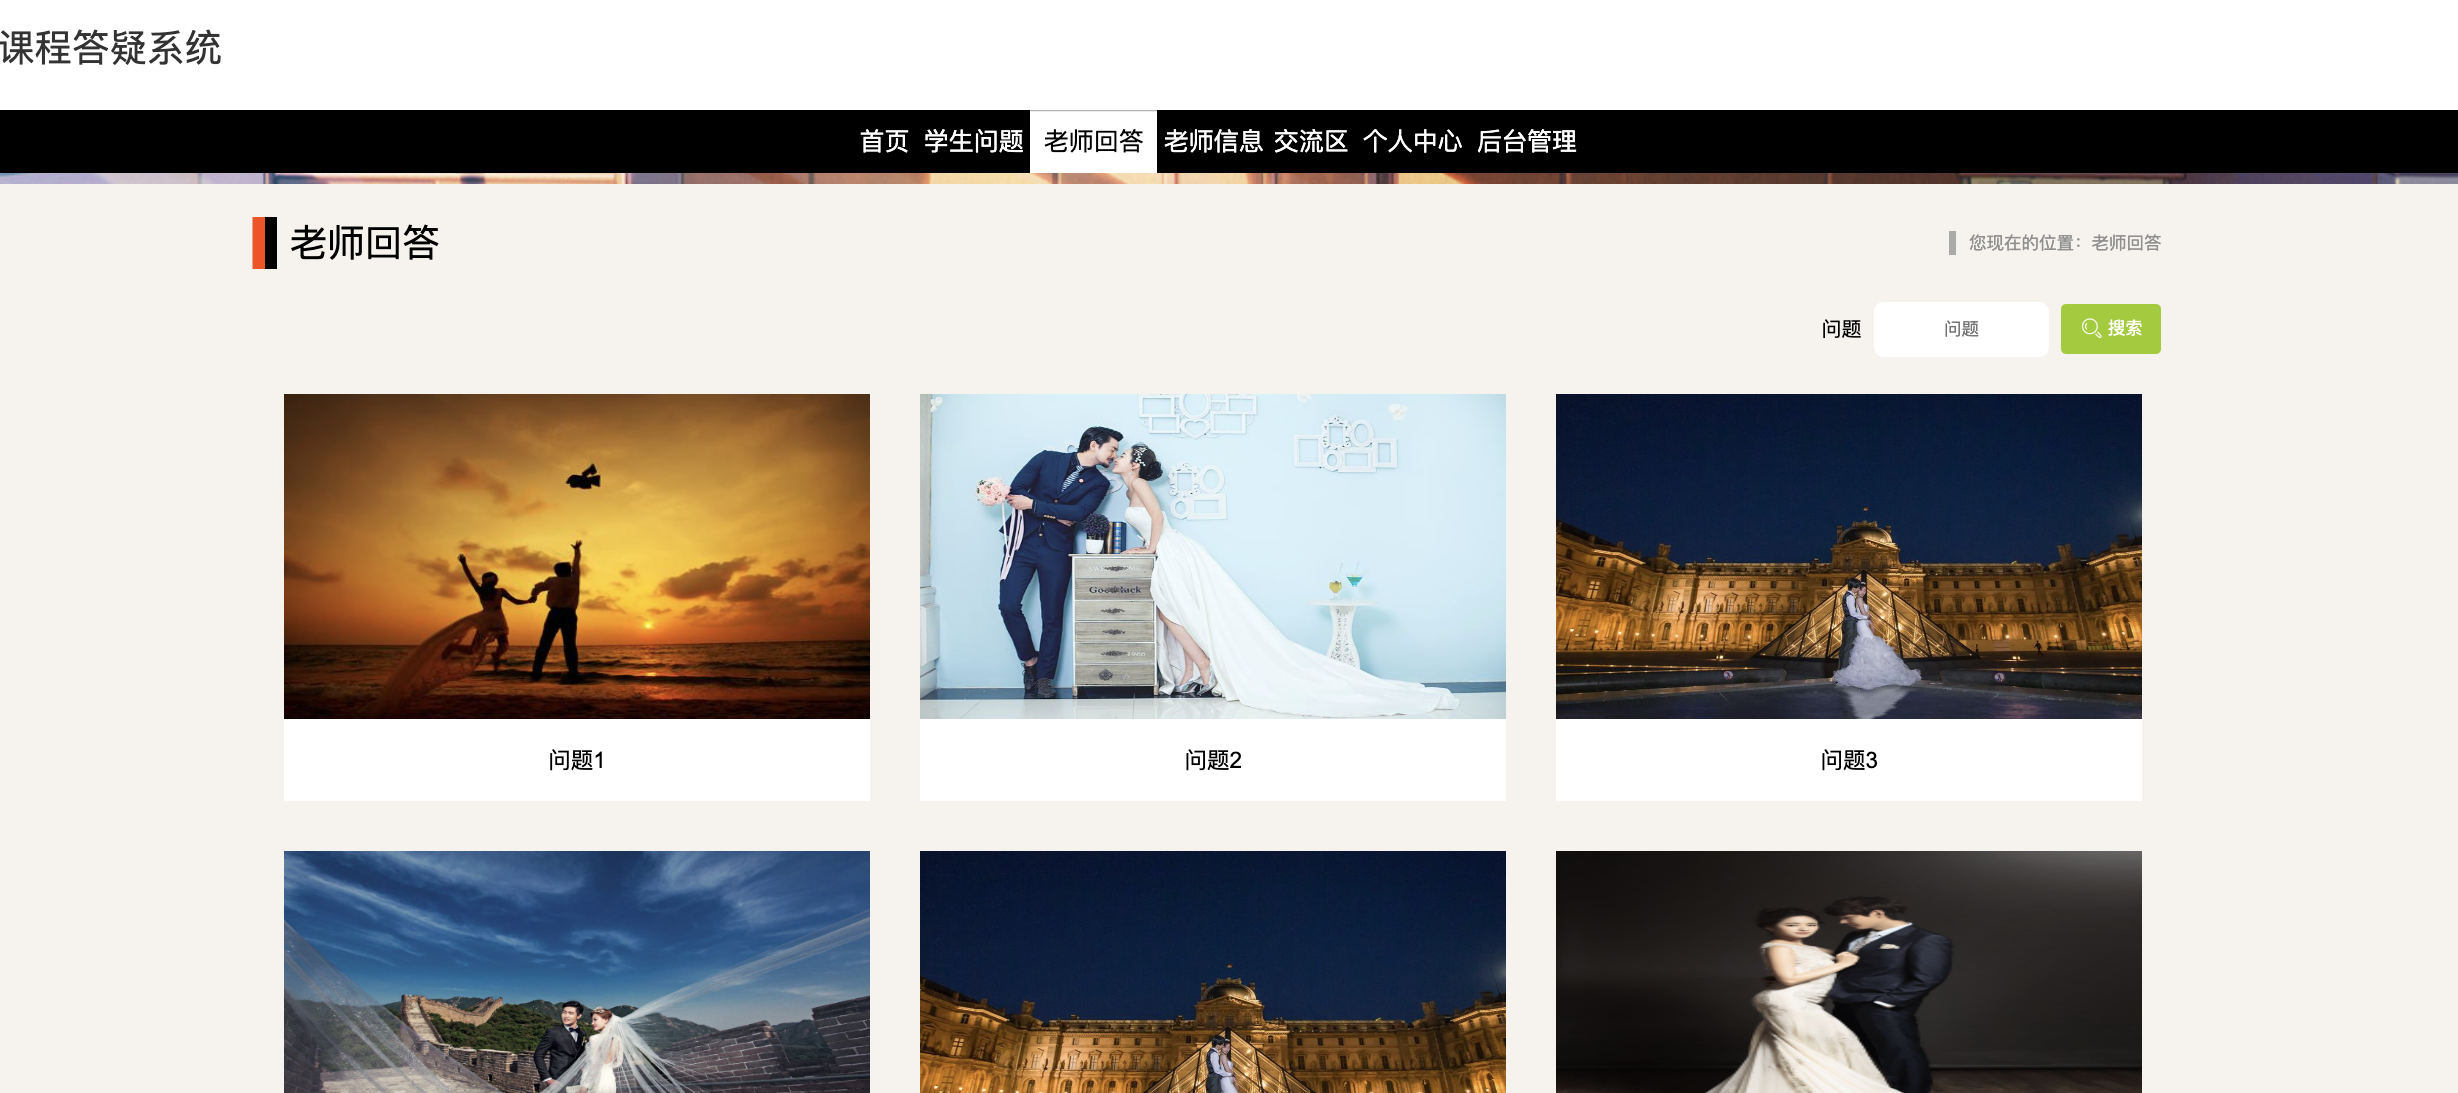 课程答疑系统
首页 学生问题 老师回答 老师信息 交流区 个人中心 后台管理
老师回答
您现在的位置：老师回答
问题 问题 搜索
Good luck
问题1 问题2 问题3